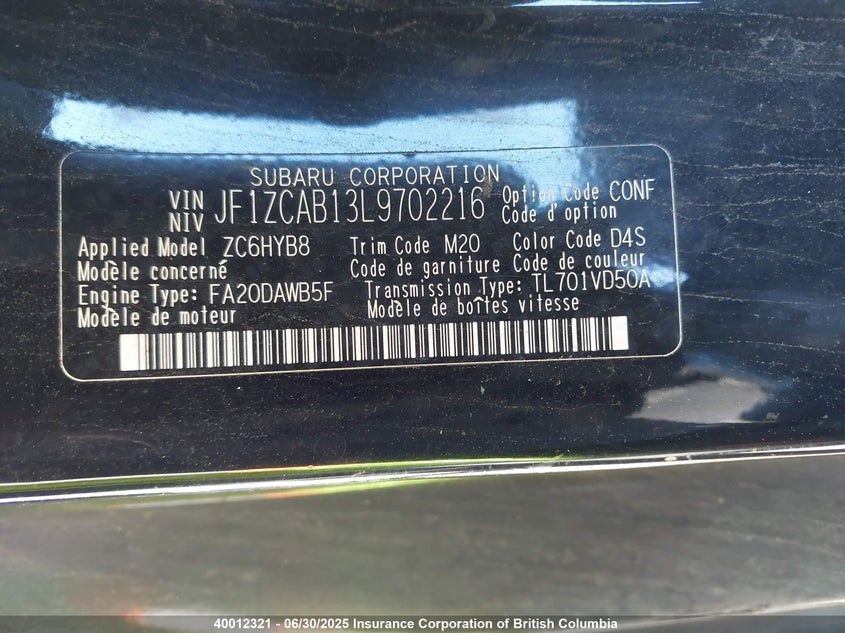 SUBARU CORPORATION
VIN JF1ZCAB13L9702216 Option Code CONF
NIV Code d'option
Applied Model ZC6HYB8 Trim Code M20 Color Code D4S
Modèle concerné Code de garniture Code de couleur
Engine Type: FA20DAWB5F Transmission Type: TL701VD50A
Modèle de moteur Modèle de boîtes vitesse
40012321 - 06/30/2025 Insurance Corporation of British Columbia